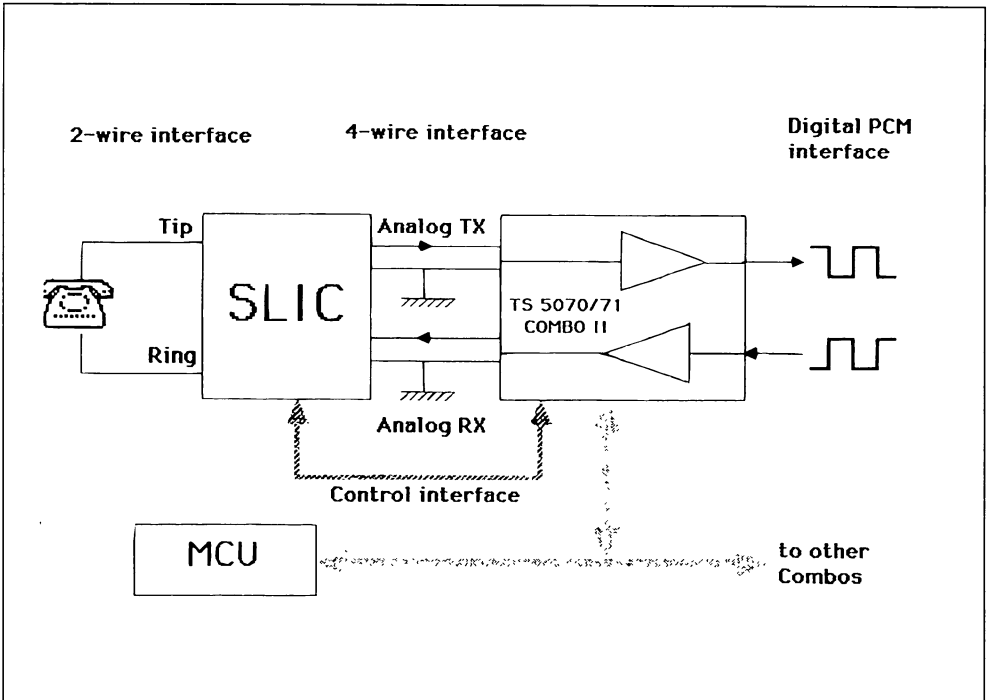 2-wire interface
4-wire interface
Digital PCM
interface
Tip
Analog TX
SLIC
TS 5070/71
COMBO II
Ring
Analog RX
Control interface
MCU
to other
Combos